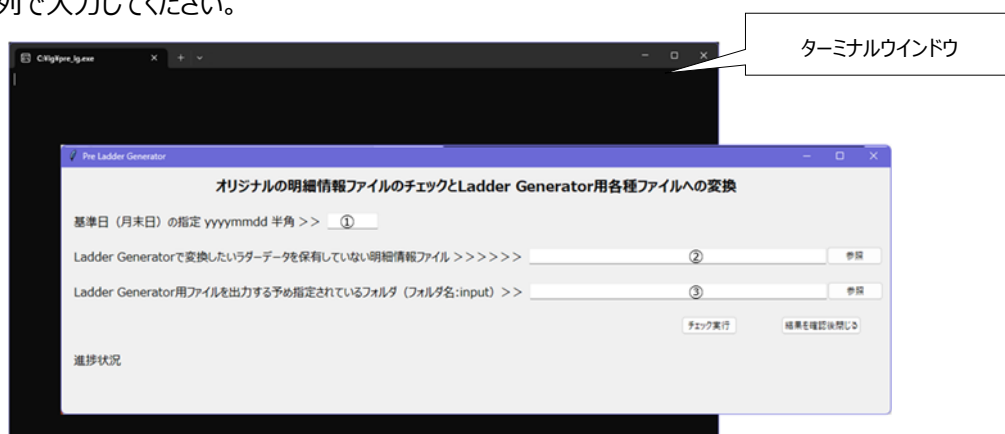 列で入力してください。
ターミナルウインドウ
C:¥lg¥pre_lg.exe
Pre Ladder Generator
オリジナルの明細情報ファイルのチェックとLadder Generator用各種ファイルへの変換
基準日（月末日）の指定 yyyymmdd 半角 >> ①
Ladder Generatorで変換したいラダーデータを保有していない明細情報ファイル >>>>>> ② 参照
Ladder Generator用ファイルを出力する予め指定されているフォルダ（フォルダ名:input）>> ③ 参照
チェック実行 結果を確認後閉じる
進捗状況